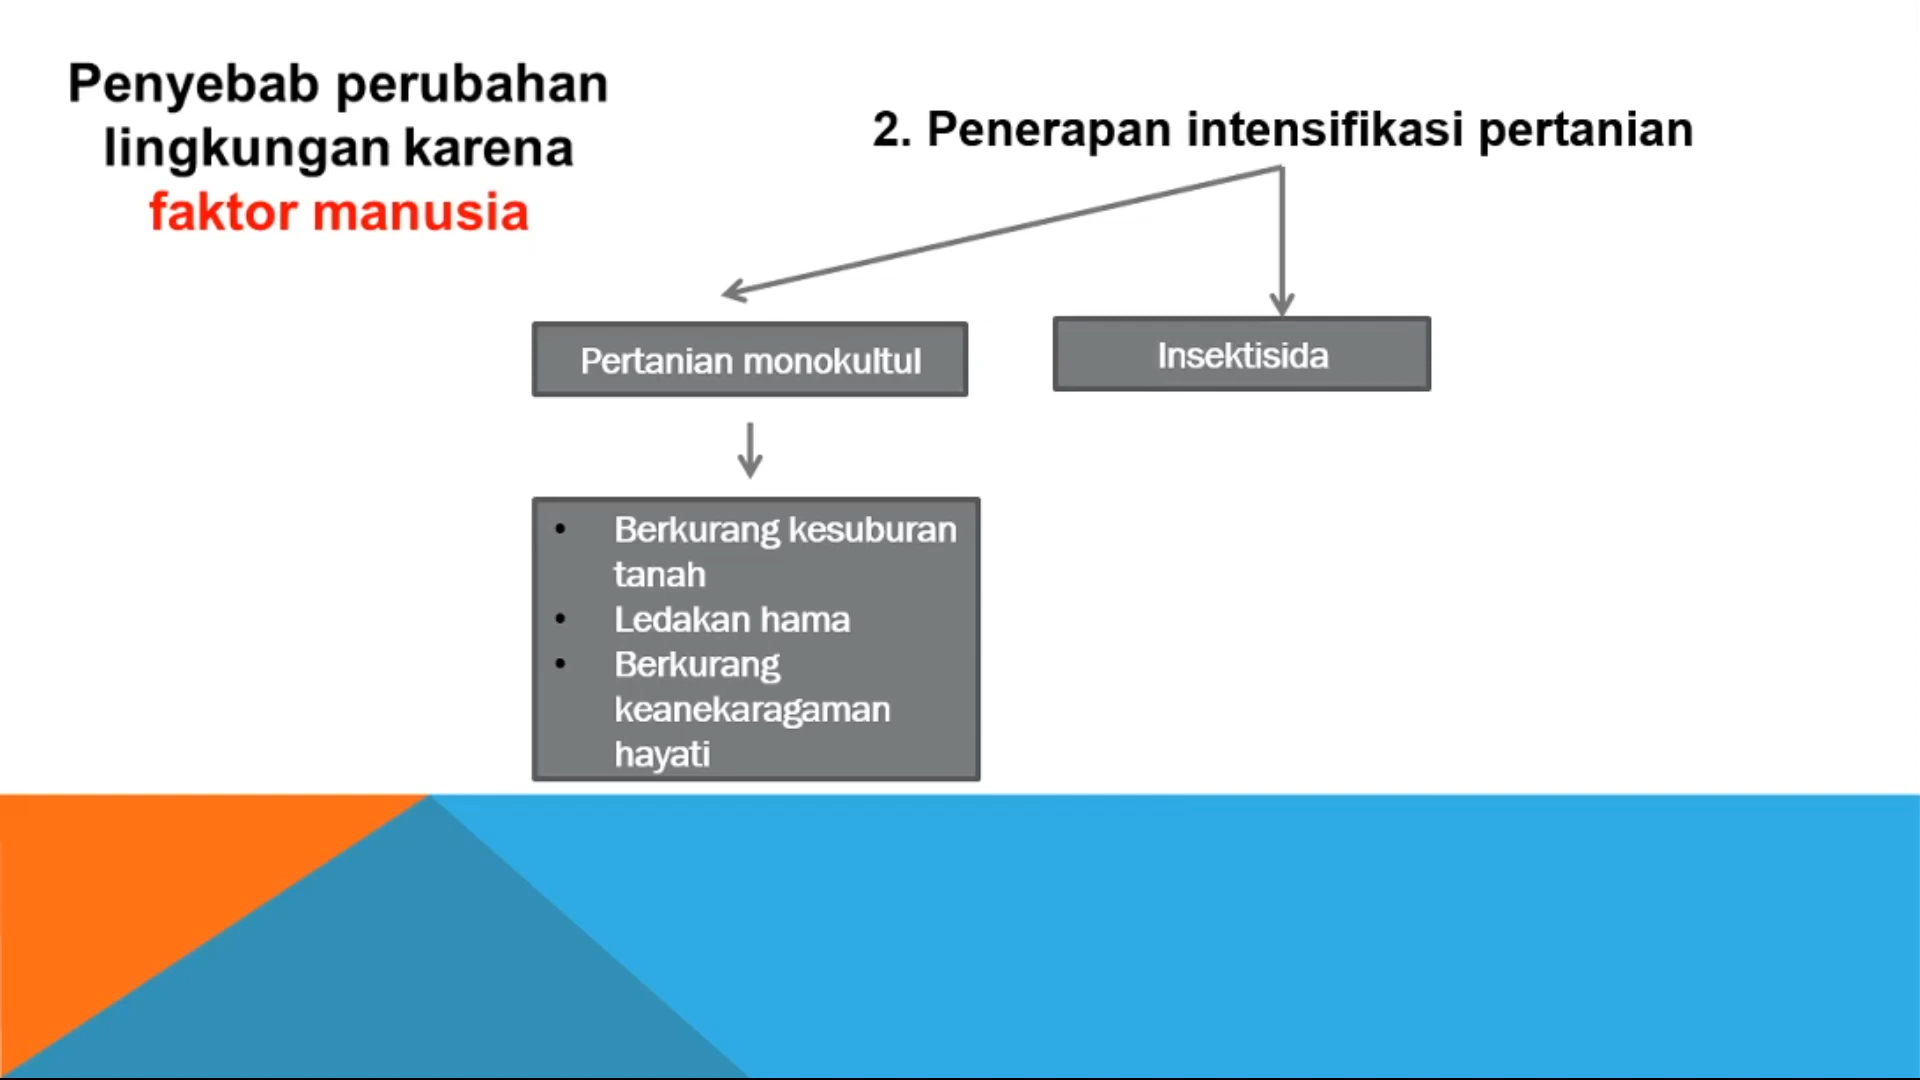 Penyebab perubahan
lingkungan karena
faktor manusia
2. Penerapan intensifikasi pertanian
Pertanian monokultul
Insektisida
• Berkurang kesuburan
tanah
• Ledakan hama
• Berkurang
keanekaragaman
hayati